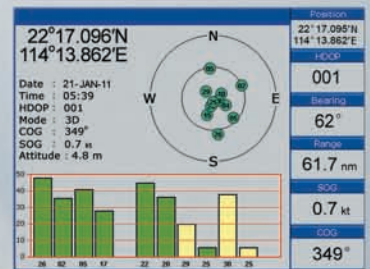 22°17.096'N
114°13.862'E
Date : 21-JAN-11
Time : 05:39
HDOP : 001
Mode : 3D
COG : 349°
SOG : 0.7 kt
Attitude : 4.8 m
N
W
E
S
50
40
30
20
10
0
26 02 05 17 22 28 29 25 30 25
Position
22°17.095'N
114°13.862'E
HDOP
001
Bearing
62°
Range
61.7 nm
SOG
0.7 kt
COG
349°